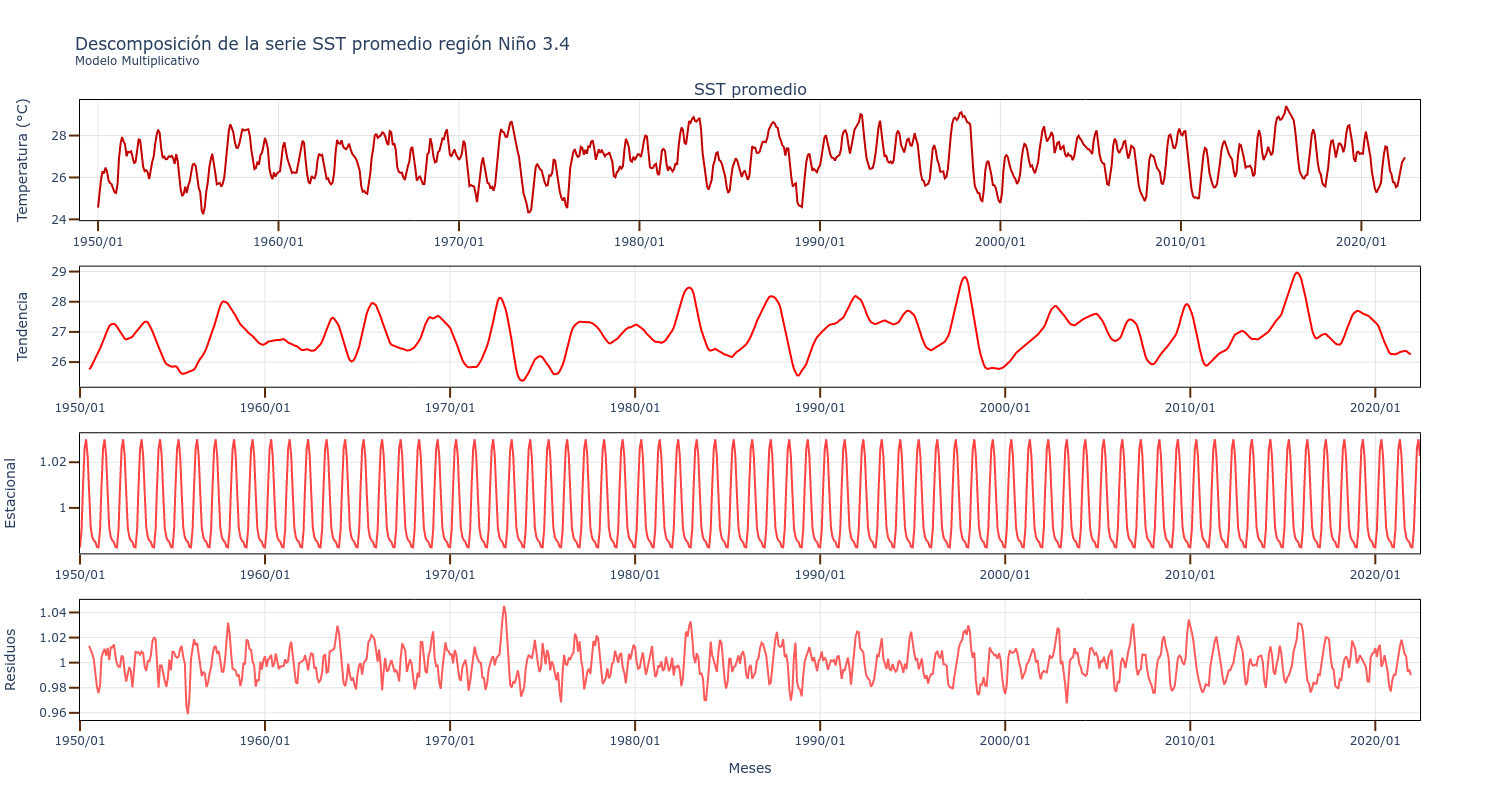 Descomposición de la serie SST promedio región Niño 3.4
Modelo Multiplicativo
SST promedio
Temperatura (°C)
28
26
24
1950/01 1960/01 1970/01 1980/01 1990/01 2000/01 2010/01 2020/01
Tendencia
29
28
27
26
1950/01 1960/01 1970/01 1980/01 1990/01 2000/01 2010/01 2020/01
Estacional
1.02
1
1950/01 1960/01 1970/01 1980/01 1990/01 2000/01 2010/01 2020/01
Residuos
1.04
1.02
1
0.98
0.96
1950/01 1960/01 1970/01 1980/01 1990/01 2000/01 2010/01 2020/01
Meses